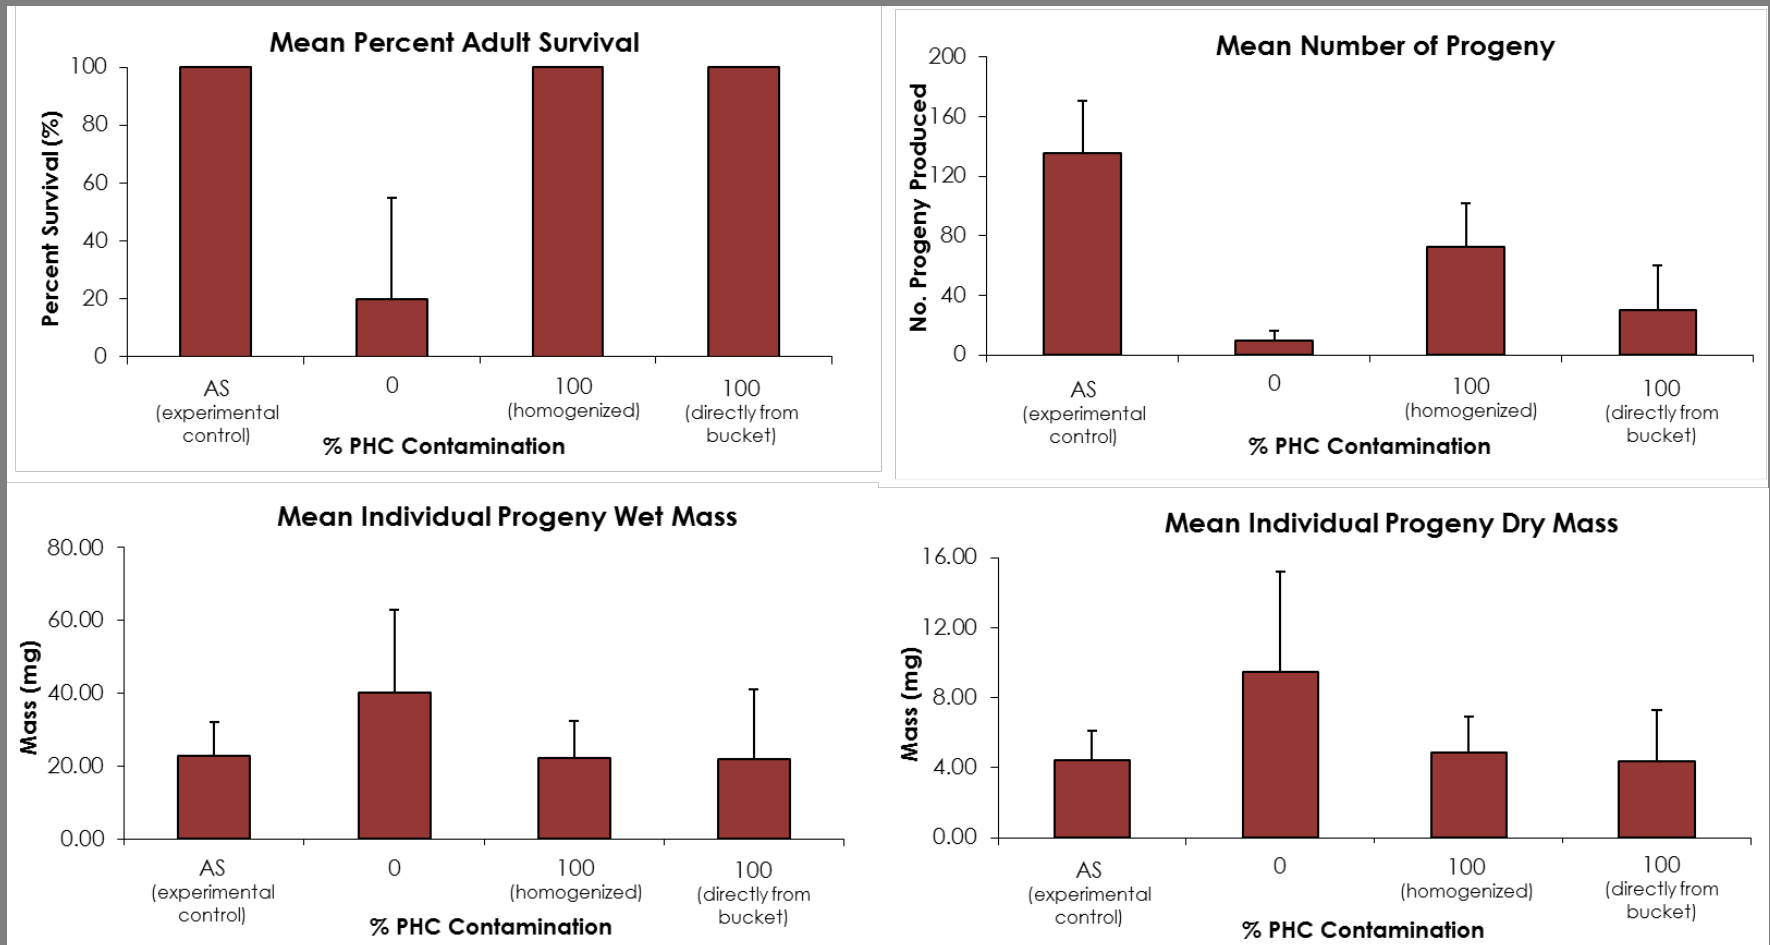 Mean Percent Adult Survival
Percent Survival (%)
100
80
60
40
20
0
AS
(experimental
control)
0
100
(homogenized)
100
(directly from
bucket)
% PHC Contamination
Mean Number of Progeny
No. Progeny Produced
200
160
120
80
40
0
AS
(experimental
control)
0
100
(homogenized)
100
(directly from
bucket)
% PHC Contamination
Mean Individual Progeny Wet Mass
Mass (mg)
80.00
60.00
40.00
20.00
0.00
AS
(experimental
control)
0
100
(homogenized)
100
(directly from
bucket)
% PHC Contamination
Mean Individual Progeny Dry Mass
Mass (mg)
16.00
12.00
8.00
4.00
0.00
AS
(experimental
control)
0
100
(homogenized)
100
(directly from
bucket)
% PHC Contamination